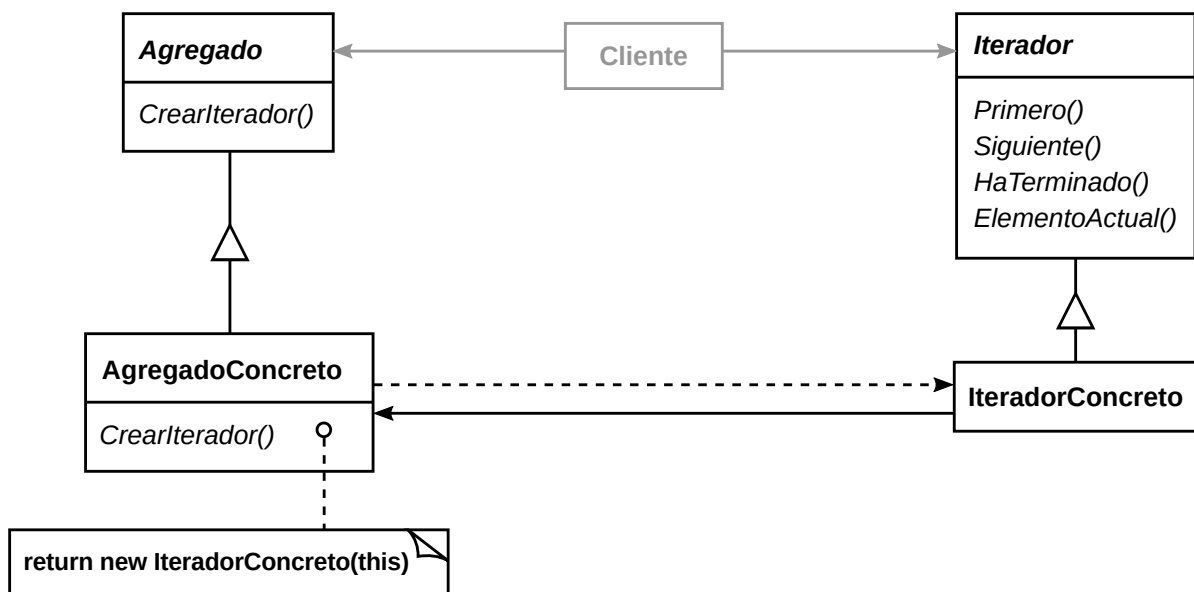 Agregado
CrearIterador()
Cliente
Iterador
Primero()
Siguiente()
HaTerminado()
ElementoActual()
AgregadoConcreto
CrearIterador()
IteradorConcreto
return new IteradorConcreto(this)